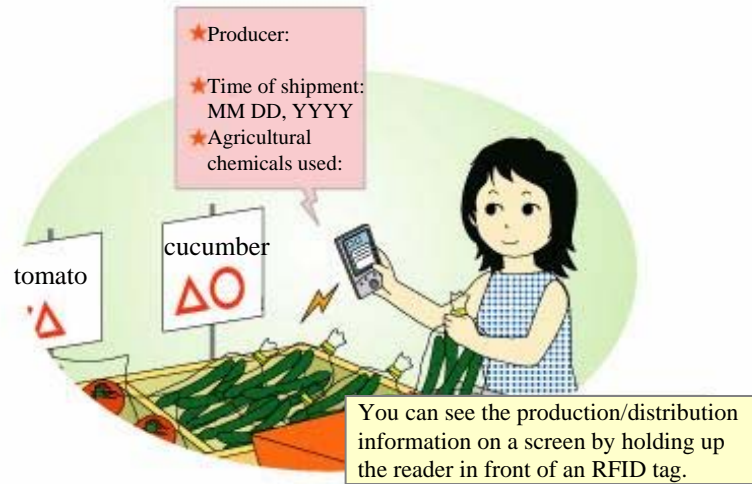 ★Producer:
★Time of shipment:
MM DD, YYYY
★Agricultural
chemicals used:
cucumber
△○
tomato
△
You can see the production/distribution
information on a screen by holding up
the reader in front of an RFID tag.